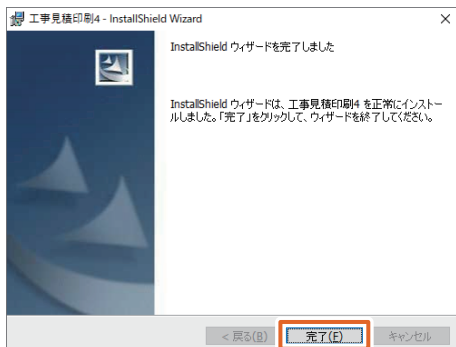 工事見積印刷4 - InstallShield Wizard
InstallShield ウィザードを完了しました
InstallShield ウィザードは、工事見積印刷4 を正常にインストー
ルしました。「完了」をクリックして、ウィザードを終了してください。
< 戻る(B) 完了(F) キャンセル